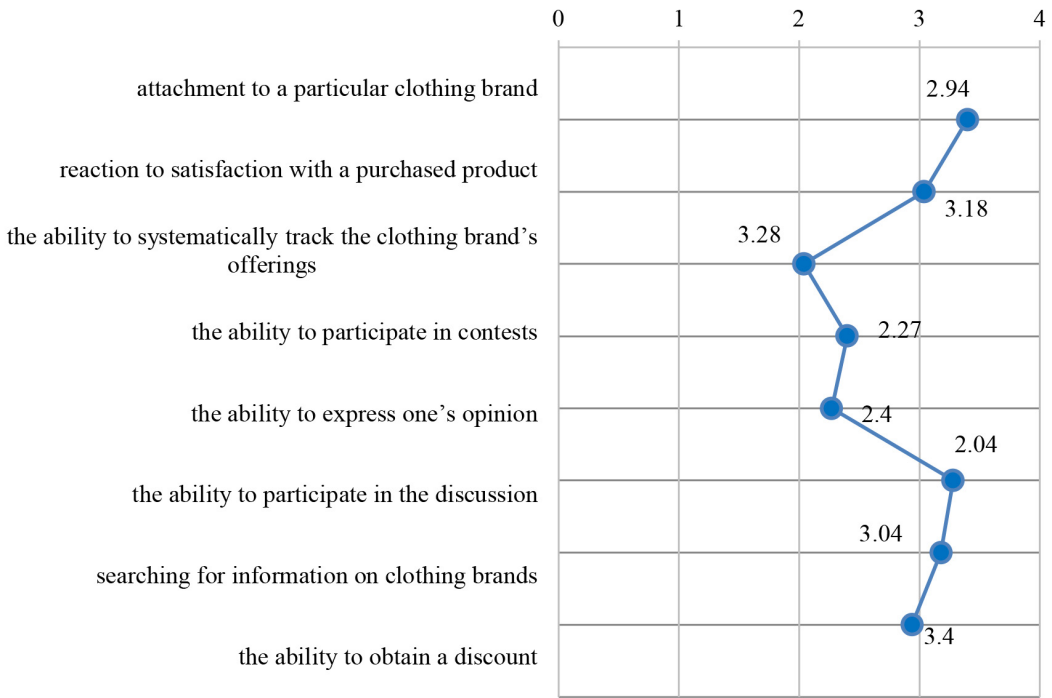 0 1 2 3 4
attachment to a particular clothing brand
2.94
reaction to satisfaction with a purchased product
3.18
the ability to systematically track the clothing brand’s
offerings
3.28
the ability to participate in contests
2.27
the ability to express one’s opinion
2.4
2.04
the ability to participate in the discussion
3.04
searching for information on clothing brands
3.4
the ability to obtain a discount